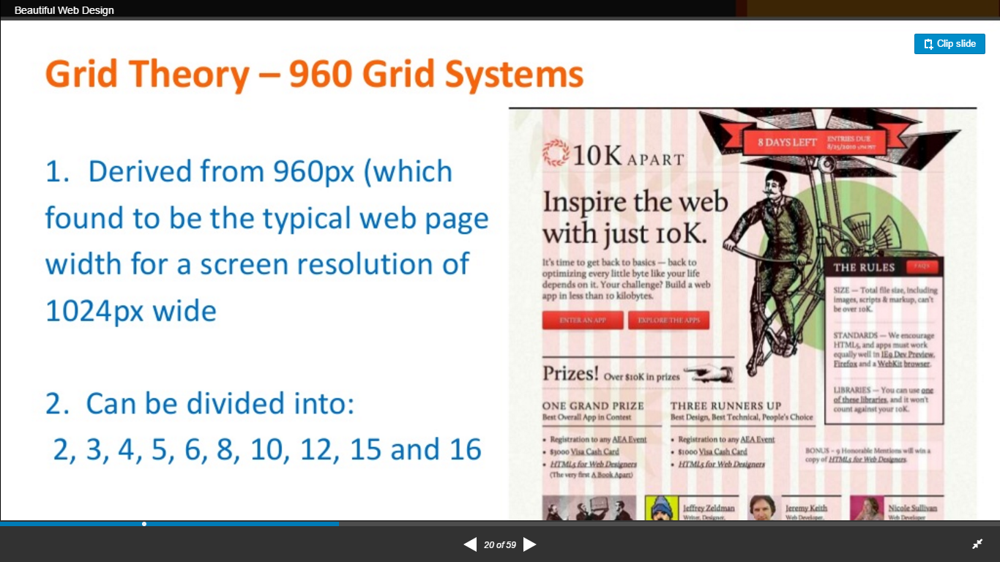 Beautiful Web Design
Clip slide
Grid Theory – 960 Grid Systems
1. Derived from 960px (which
found to be the typical web page
width for a screen resolution of
1024px wide
2. Can be divided into:
2, 3, 4, 5, 6, 8, 10, 12, 15 and 16
8 DAYS LEFT
ENTRIES DUE
8/25/2010
10K APART
Inspire the web
with just 10K.
It's time to get back to basics — back to
optimizing every little byte like your life
depends on it. Your challenge? Build a web
app in less than 10 kilobytes.
ENTER AN APP
EXPLORE THE APPS
THE RULES
FAQS
SIZE — Total file size, including
images, scripts & markup, can't
be over 10K.
STANDARDS — We encourage
HTML5, and apps must work
equally well in IE9 Dev Preview,
Firefox and a WebKit browser.
LIBRARIES — You can use one
of these libraries, and it won't
count against your 10K.
Prizes! Over $10K in prizes
ONE GRAND PRIZE
Best Overall App in Contest
• Registration to any AEA Event
• $3000 Visa Cash Card
• HTML5 for Web Designers
(The very first A Book Apart)
THREE RUNNERS UP
Best Design, Best Technical, People's Choice
• Registration to any AEA Event
• $1000 Visa Cash Card
• HTML5 for Web Designers
BONUS – 9 Honorable Mentions will win a
copy of HTML5 for Web Designers.
Jeffrey Zeldman
Writer, Designer,
Jeremy Keith
Web Developer,
Nicole Sullivan
Web Developer
20 of 59